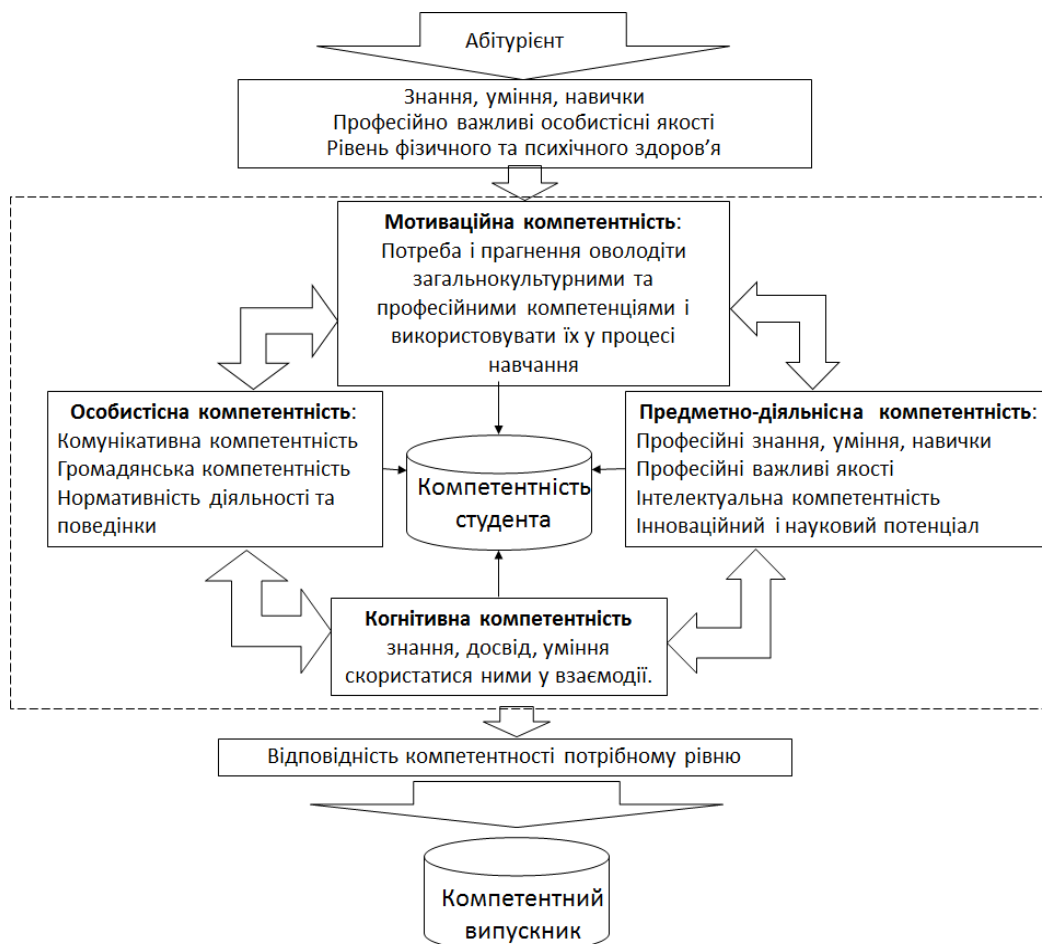 Абітурієнт
Знання, уміння, навички
Професійно важливі особистісні якості
Рівень фізичного та психічного здоров’я
Мотиваційна компетентність:
Потреба і прагнення оволодіти
загальнокультурними та
професійними компетенціями і
використовувати їх у процесі
навчання
Особистісна компетентність:
Комунікативна компетентність
Громадянська компетентність
Нормативність діяльності та
поведінки
Компетентність
студента
Предметно-діяльнісна компетентність:
Професійні знання, уміння, навички
Професійні важливі якості
Інтелектуальна компетентність
Інноваційний і науковий потенціал
Когнітивна компетентність
знання, досвід, уміння
скористатися ними у взаємодії.
Відповідність компетентності потрібному рівню
Компетентний
випускник